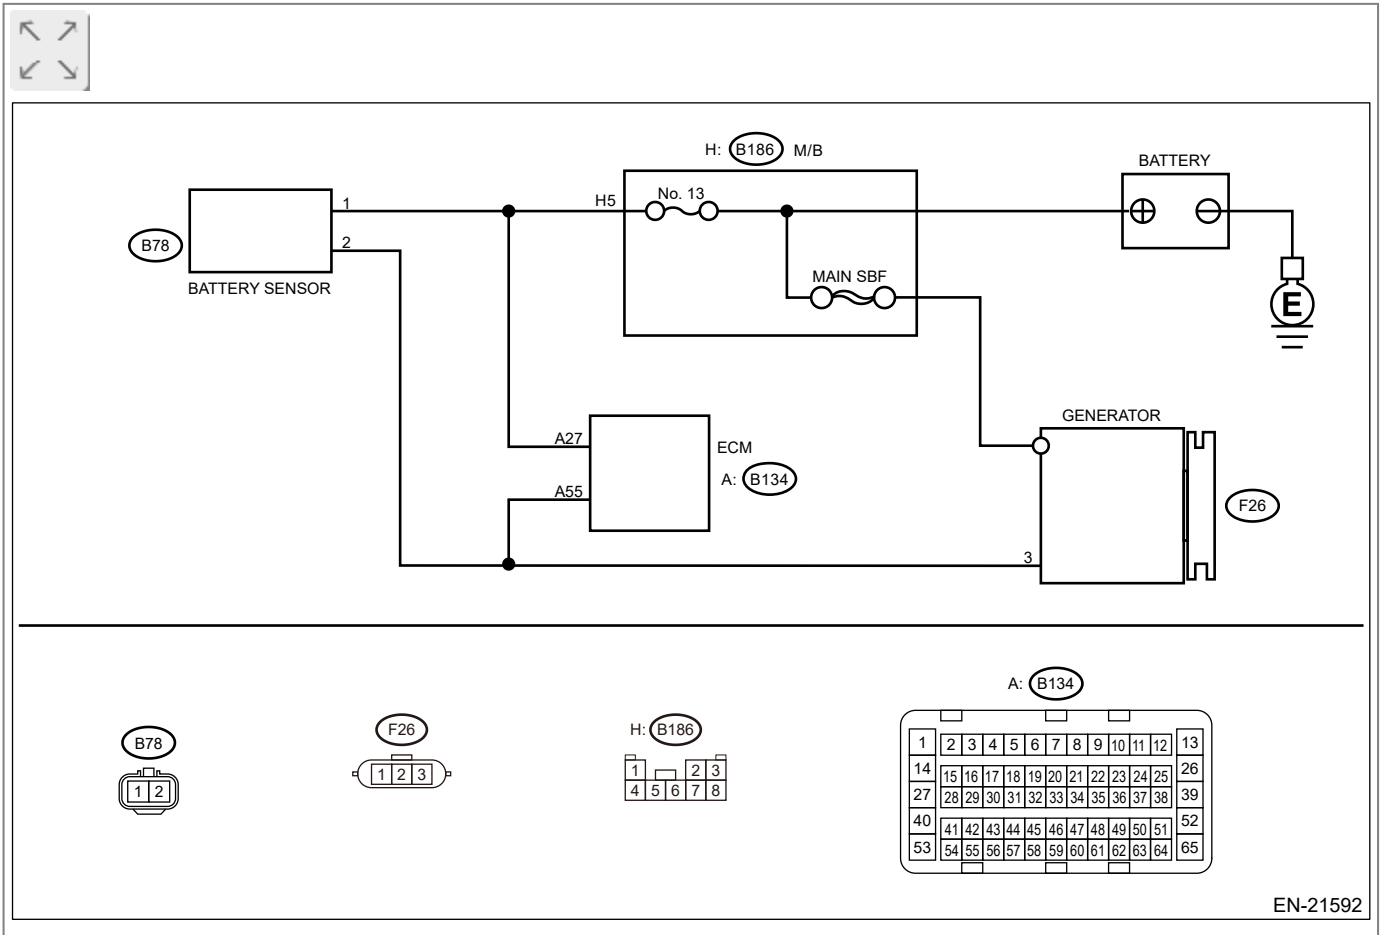 H: B186 M/B
BATTERY
No. 13
H5
1
2
B78
BATTERY SENSOR
MAIN SBF
E
GENERATOR
A27
ECM
A: B134
A55
F26
3
A: B134
B78
F26
H: B186
1 2
1 2 3
1 2 3
4 5 6 7 8
1 2 3 4 5 6 7 8 9 10 11 12 13
14 15 16 17 18 19 20 21 22 23 24 25 26
27 28 29 30 31 32 33 34 35 36 37 38 39
40 41 42 43 44 45 46 47 48 49 50 51 52
53 54 55 56 57 58 59 60 61 62 63 64 65
EN-21592